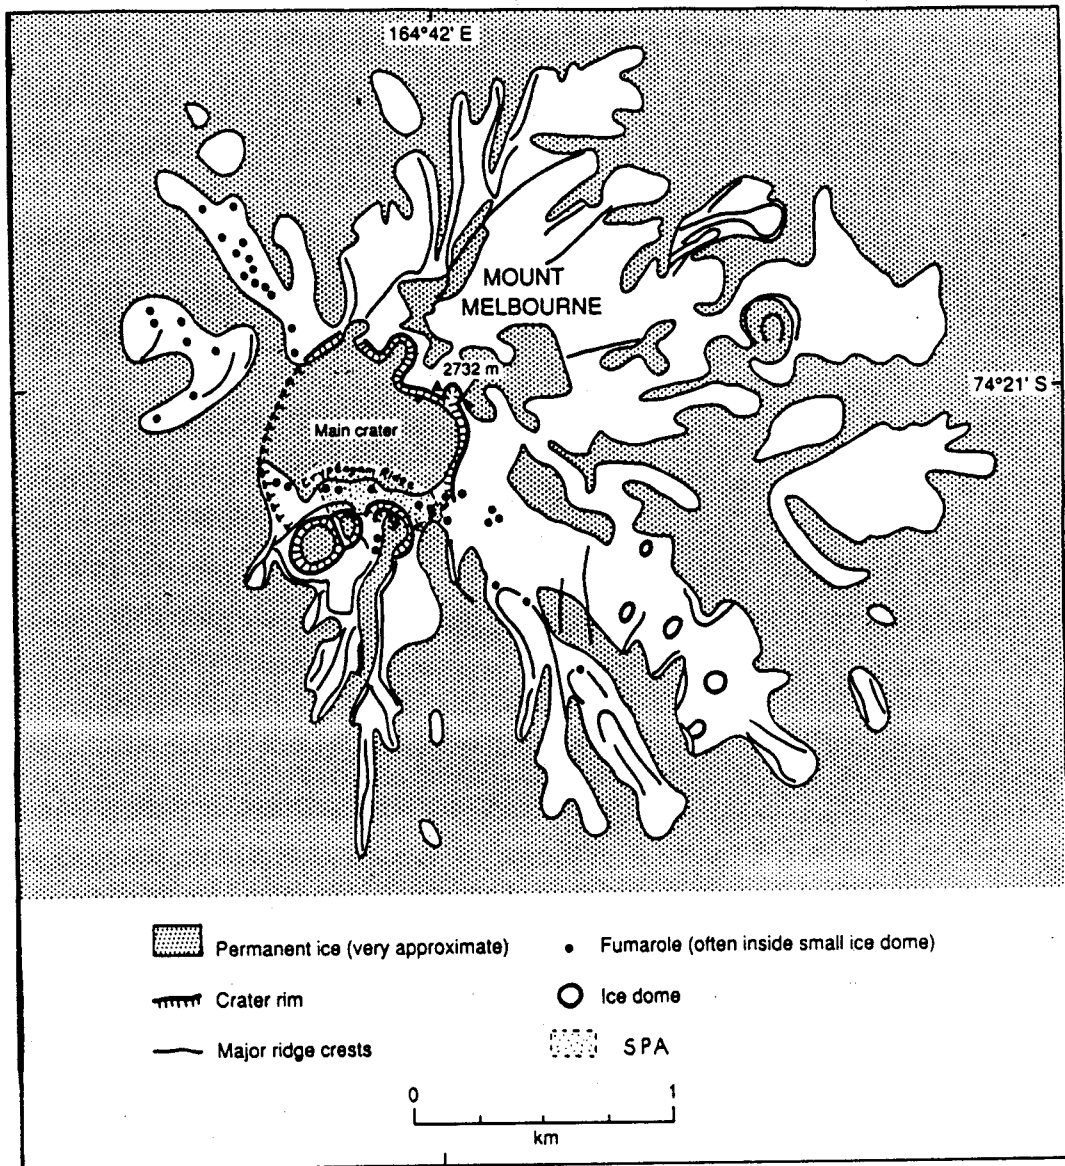 164°42' E
MOUNT
MELBOURNE
2732 m
74°21' S
Main crater
Cryptogam Ridge
Permanent ice (very approximate)
Fumarole (often inside small ice dome)
Crater rim
Ice dome
Major ridge crests
SPA
0
1
km